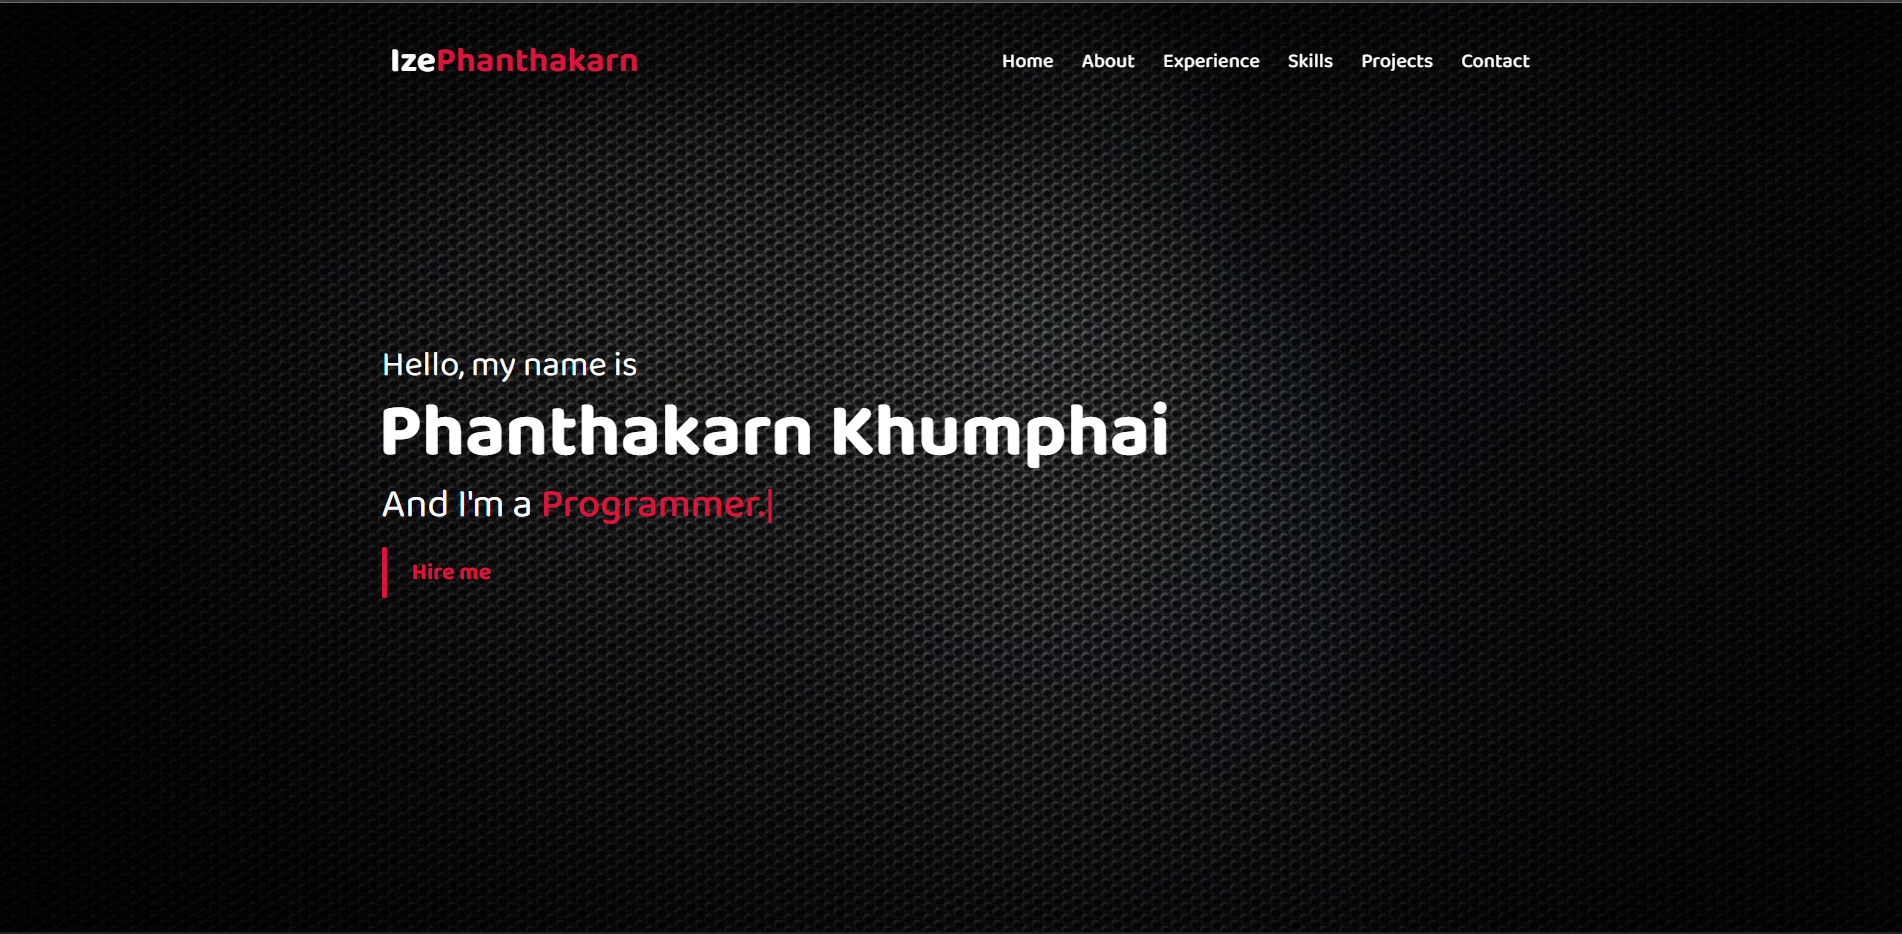 IzePhanthakarn
Home About Experience Skills Projects Contact
Hello, my name is
Phanthakarn Khumphai
And I'm a Programmer.|
Hire me